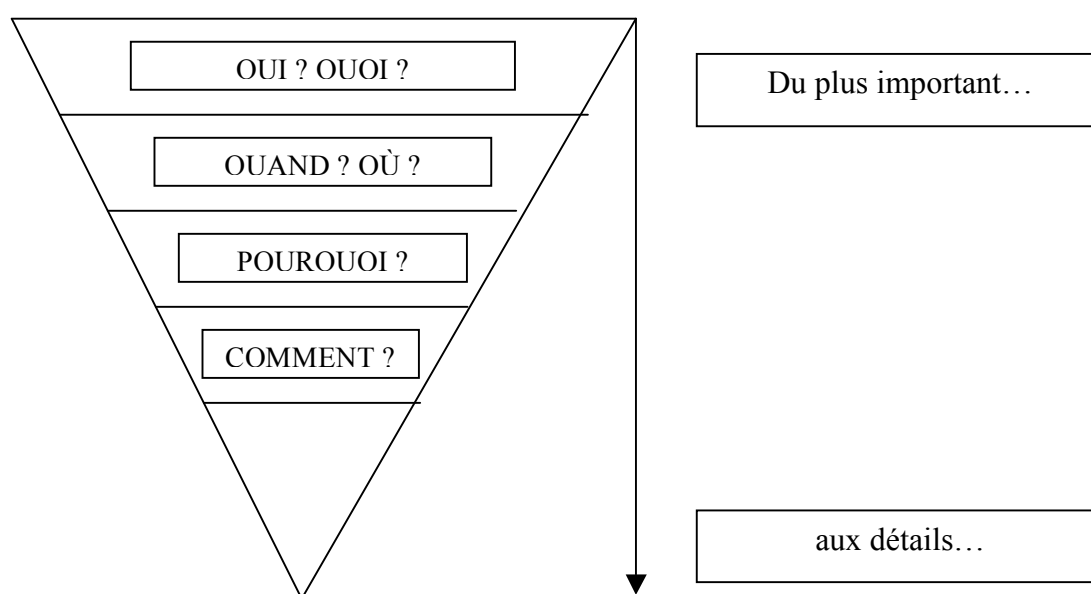 OUI ? OUOI ?
Du plus important…
OUAND ? OÙ ?
POUROUOI ?
COMMENT ?
aux détails…